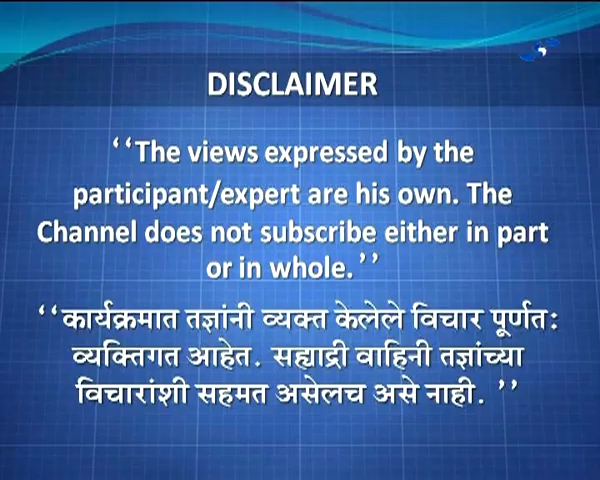 DISCLAIMER
‘‘The views expressed by the
participant/expert are his own. The
Channel does not subscribe either in part
or in whole.’’
‘‘कार्यक्रमात तज्ञांनी व्यक्त केलेले विचार पूर्णत:
व्यक्तिगत आहेत. सह्याद्री वाहिनी तज्ञांच्या
विचारांशी सहमत असेलच असे नाही. ’’